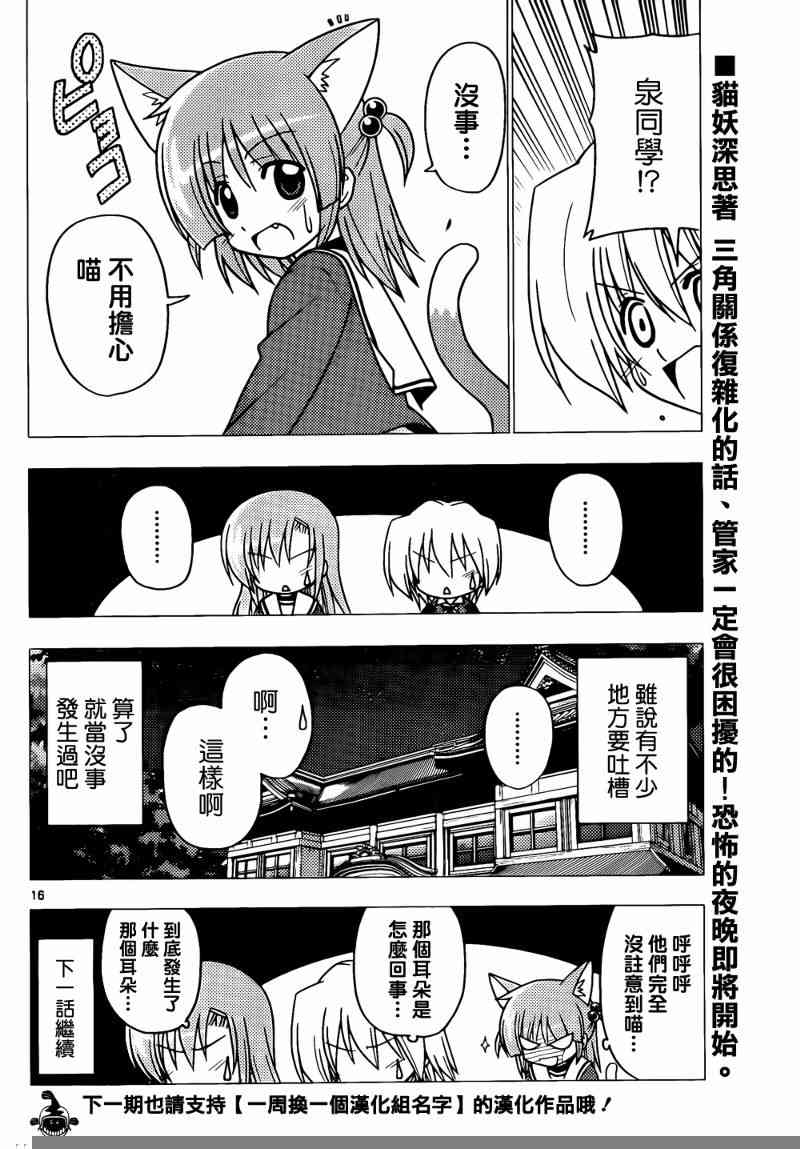 泉同學!?
沒事…
不用擔心
喵
ピョコ
■貓妖深思著 三角關係復雜化的話、管家一定會很困擾的！恐怖的夜晚即將開始。
………
………
雖說有不少
地方要吐槽
………
啊…
這樣啊
算了
就當沒事
發生過吧
16
呼呼呼
他們完全
沒註意到喵…
那個耳朵是
怎麼回事…
到底發生了
什麼
那個耳朵…
下一話繼續
下一期也請支持【一周換一個漢化組名字】的漢化作品哦！